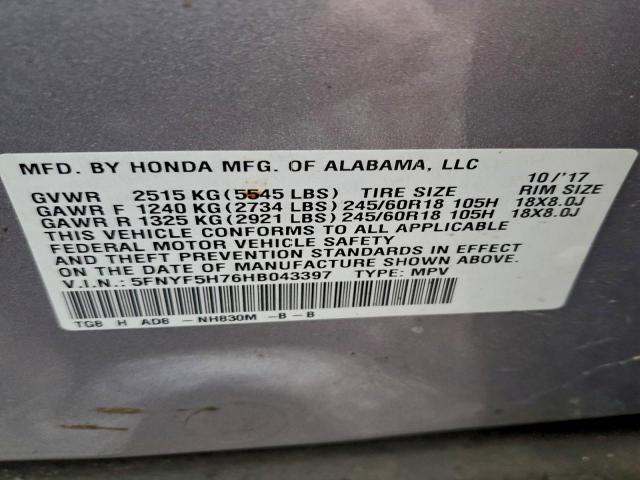 MFD. BY HONDA MFG. OF ALABAMA, LLC 10/'17
GVWR 2515 KG(5545 LBS) TIRE SIZE RIM SIZE
GAWR F 1240 KG(2734 LBS)245/60R18 105H 18X8.0J
GAWR R 1325 KG(2921 LBS)245/60R18 105H 18X8.0J
THIS VEHICLE CONFORMS TO ALL APPLICABLE
FEDERAL MOTOR VEHICLE SAFETY
AND THEFT PREVENTION STANDARDS IN EFFECT
ON THE DATE OF MANUFACTURE SHOWN ABOVE.
V.I.N.: 5FNYF5H76HB043397 TYPE: MPV
TG8 H AD8 -NH830M -B-B